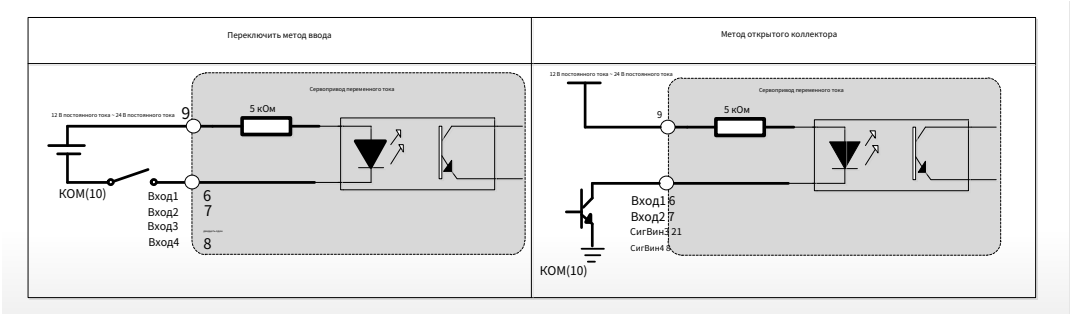 Переключить метод ввода
Метод открытого коллектора
12 В постоянного тока ~ 24 В постоянного тока
9
Сервопривод переменного тока
5 кОм
КОМ(10)
Вход1 6
Вход2 7
Вход3
Вход4 8
12 В постоянного тока ~ 24 В постоянного тока
Сервопривод переменного тока
9
5 кОм
Вход1 6
Вход2 7
СигВин3 21
СигВин4 8
КОМ(10)